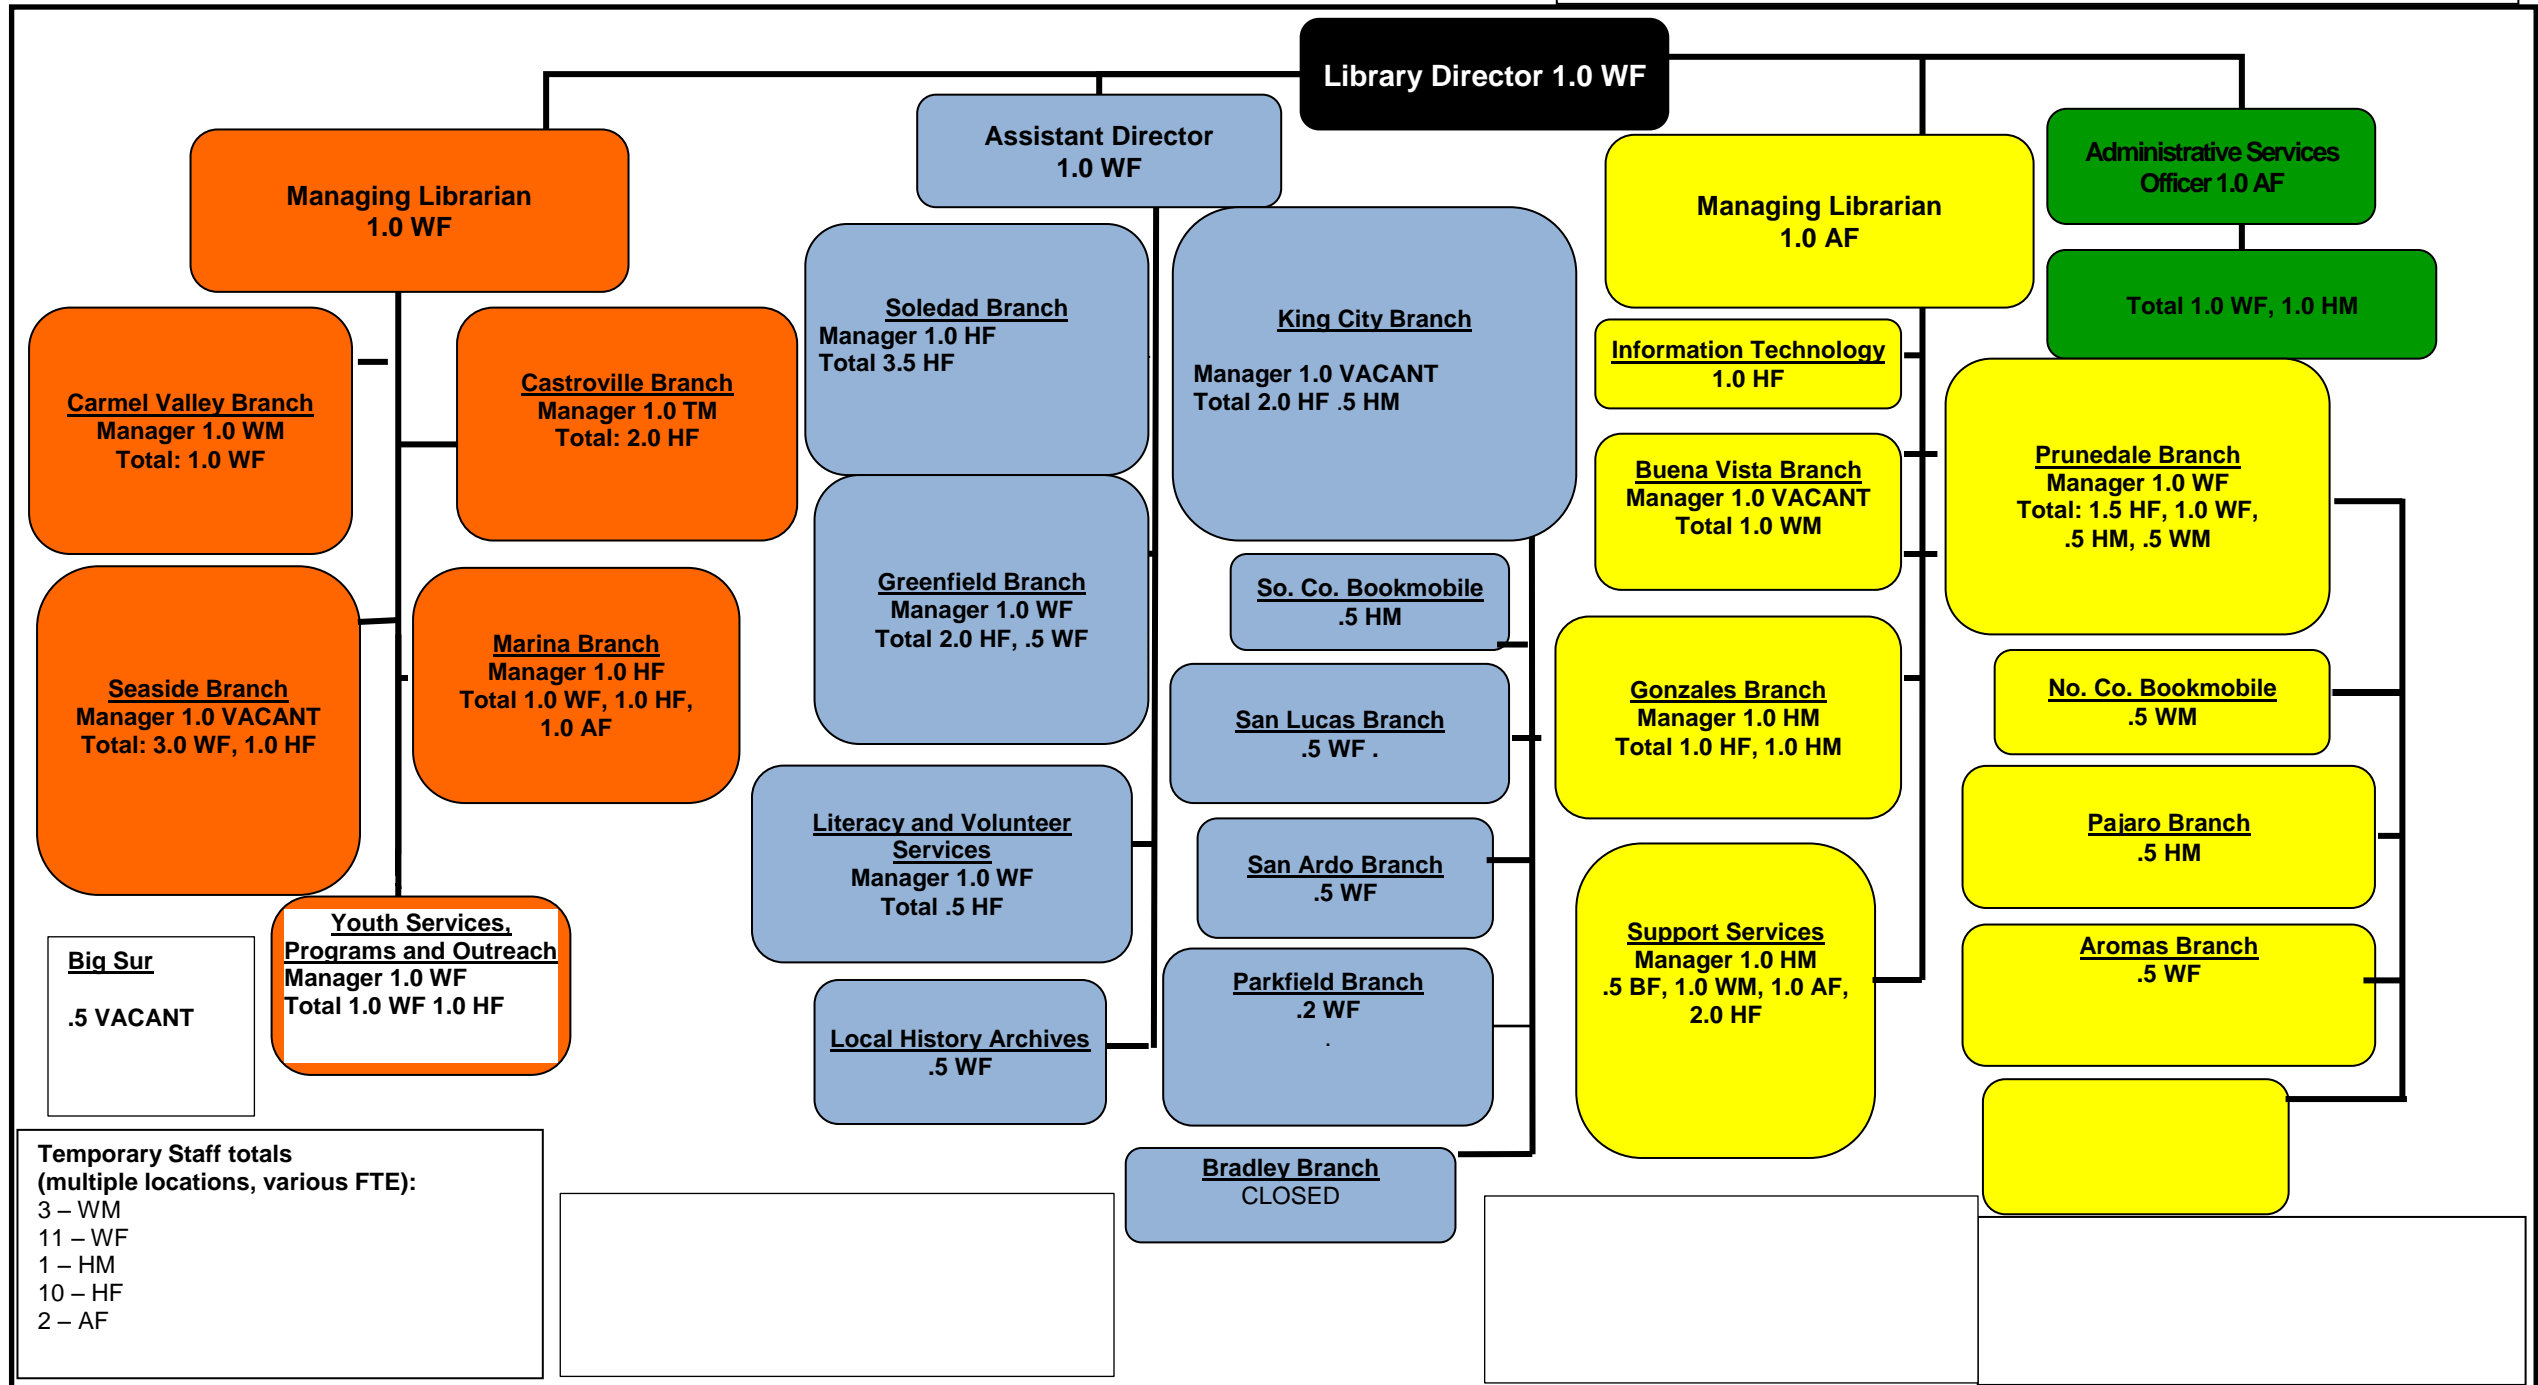 Library Director 1.0 WF
Managing Librarian
1.0 WF
Carmel Valley Branch
Manager 1.0 WM
Total: 1.0 WF
Castroville Branch
Manager 1.0 TM
Total: 2.0 HF
Seaside Branch
Manager 1.0 VACANT
Total: 3.0 WF, 1.0 HF
Marina Branch
Manager 1.0 HF
Total 1.0 WF, 1.0 HF,
1.0 AF
Youth Services,
Programs and Outreach
Manager 1.0 WF
Total 1.0 WF 1.0 HF
Big Sur
.5 VACANT
Assistant Director
1.0 WF
Soledad Branch
Manager 1.0 HF
Total 3.5 HF
Greenfield Branch
Manager 1.0 WF
Total 2.0 HF, .5 WF
Literacy and Volunteer
Services
Manager 1.0 WF
Total .5 HF
Local History Archives
.5 WF
King City Branch
Manager 1.0 VACANT
Total 2.0 HF .5 HM
So. Co. Bookmobile
.5 HM
San Lucas Branch
.5 WF .
San Ardo Branch
.5 WF
Parkfield Branch
.2 WF
.
Bradley Branch
CLOSED
Managing Librarian
1.0 AF
Information Technology
1.0 HF
Buena Vista Branch
Manager 1.0 VACANT
Total 1.0 WM
Gonzales Branch
Manager 1.0 HM
Total 1.0 HF, 1.0 HM
Support Services
Manager 1.0 HM
.5 BF, 1.0 WM, 1.0 AF,
2.0 HF
Administrative Services
Officer 1.0 AF
Total 1.0 WF, 1.0 HM
Prunedale Branch
Manager 1.0 WF
Total: 1.5 HF, 1.0 WF,
.5 HM, .5 WM
No. Co. Bookmobile
.5 WM
Pajaro Branch
.5 HM
Aromas Branch
.5 WF
Temporary Staff totals
(multiple locations, various FTE):
3 – WM
11 – WF
1 – HM
10 – HF
2 – AF